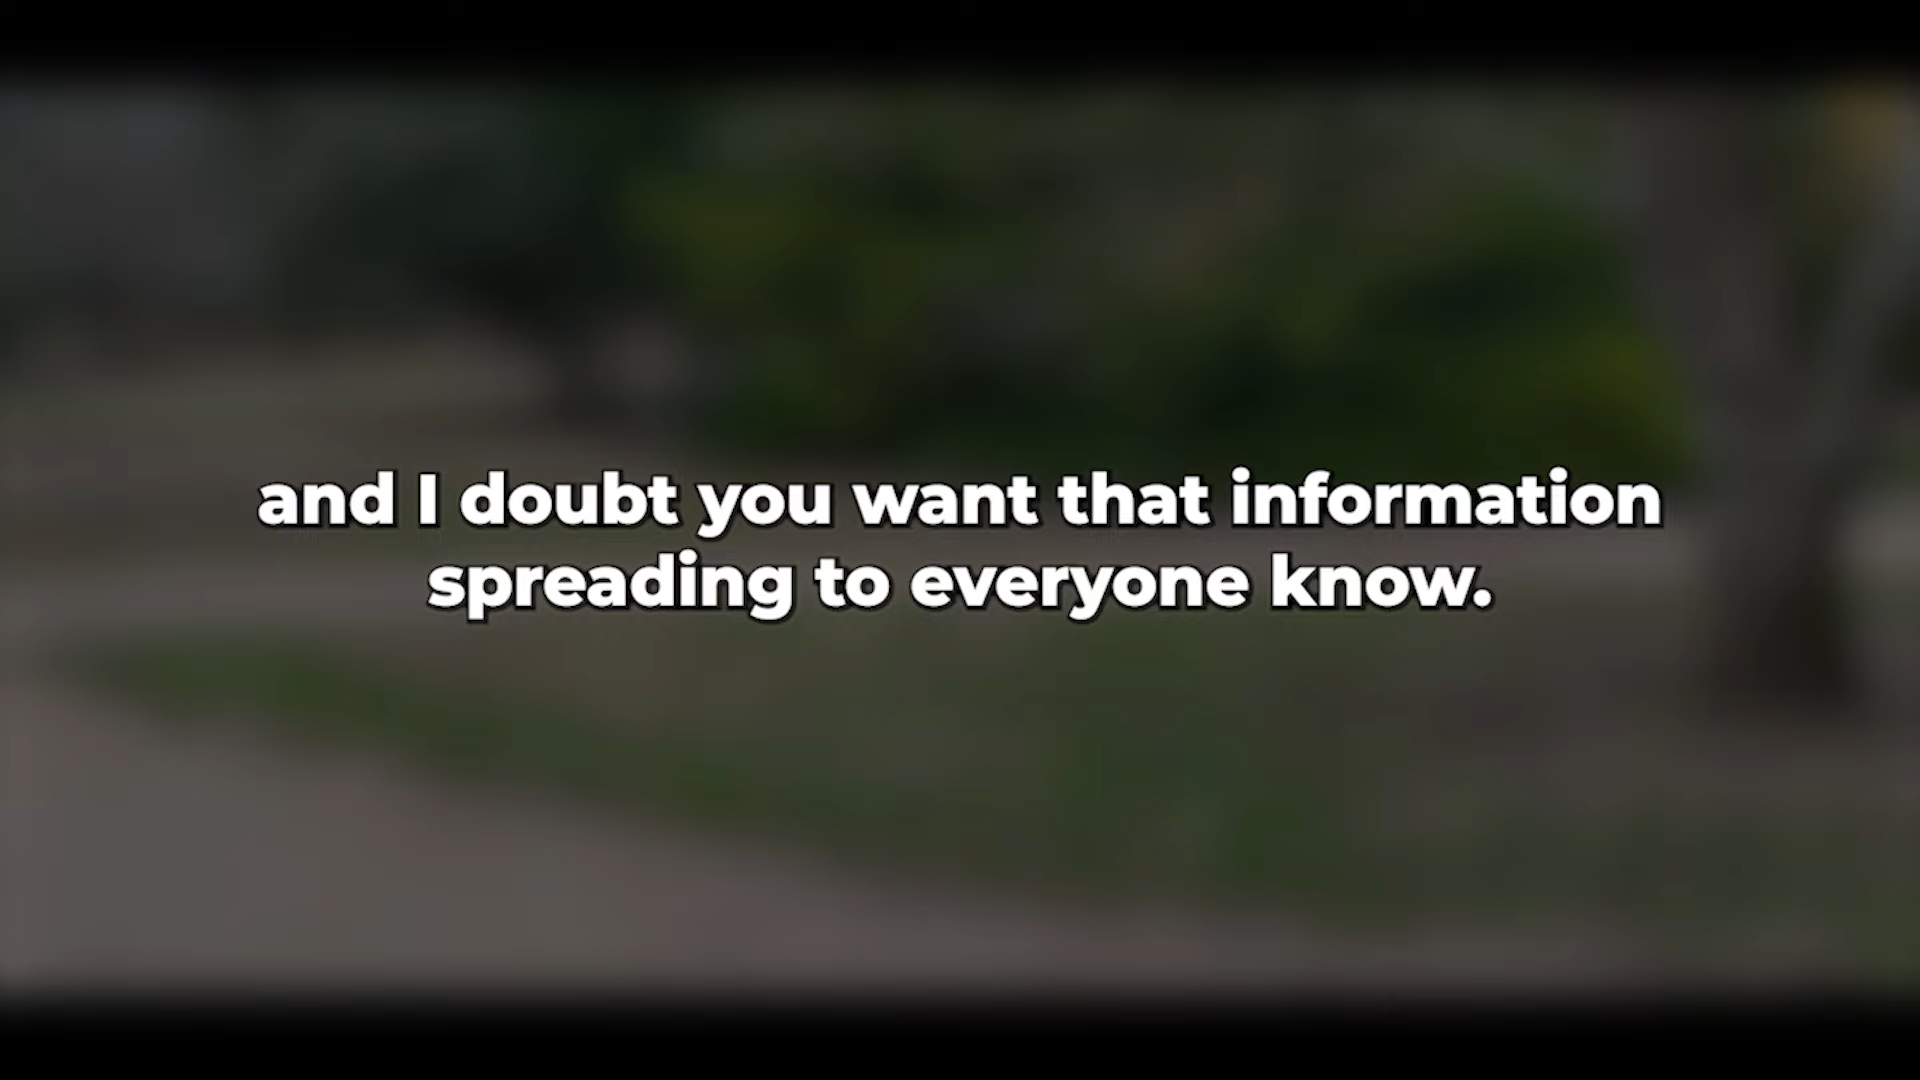 and I doubt you want that information
spreading to everyone know.